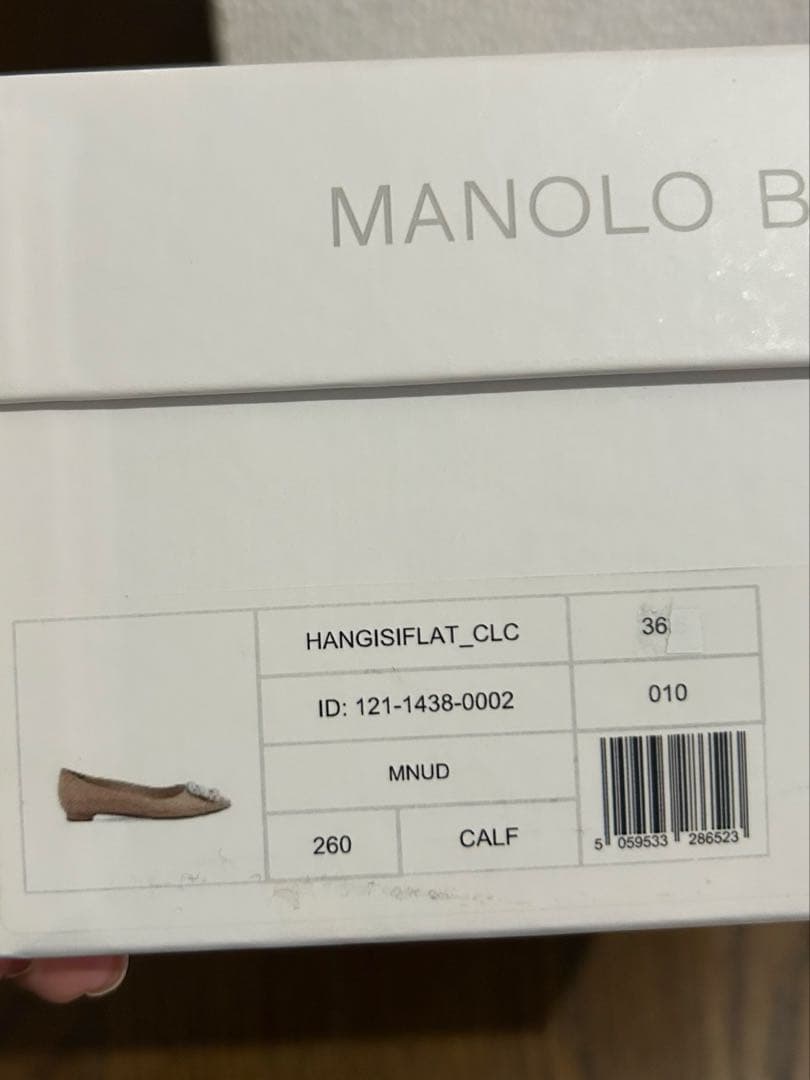 MANOLO B
HANGISIFLAT_CLC
36
ID: 121-1438-0002
010
MNUD
260
CALF
5 059533 286523